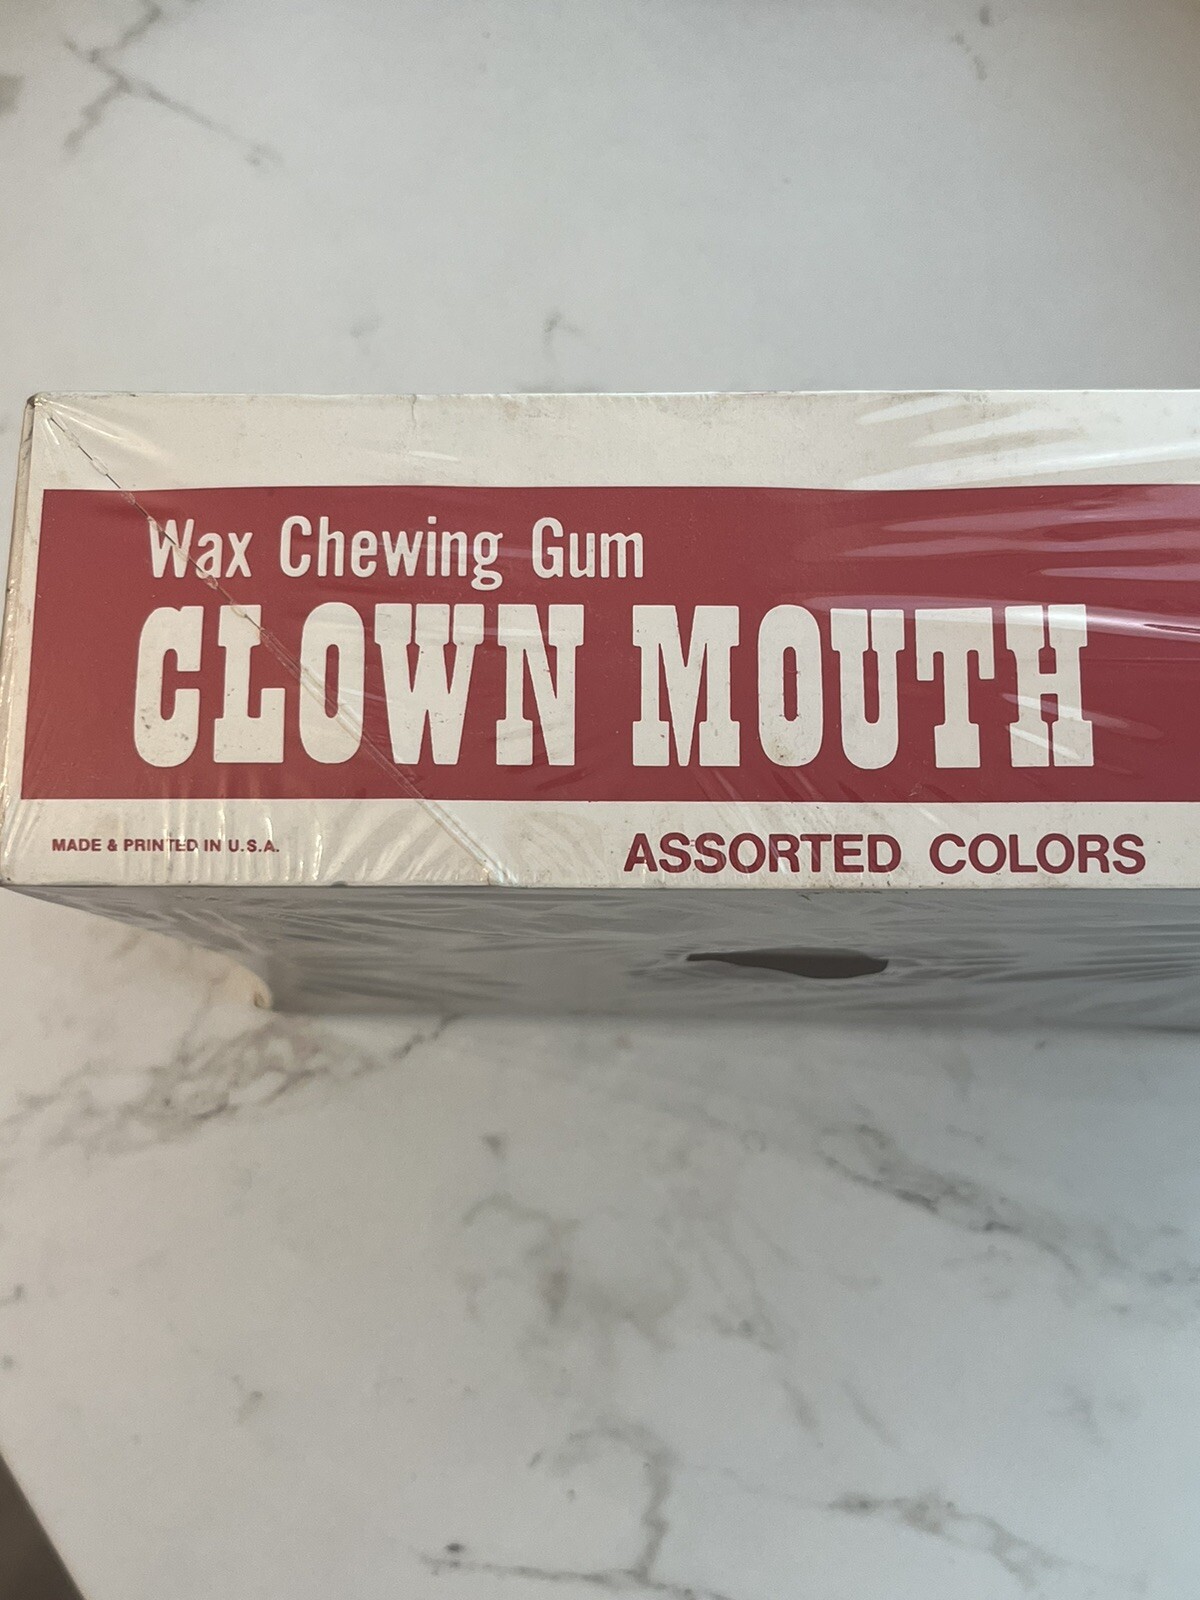 Wax Chewing Gum
CLOWN MOUTH
MADE & PRINTED IN U.S.A.
ASSORTED COLORS